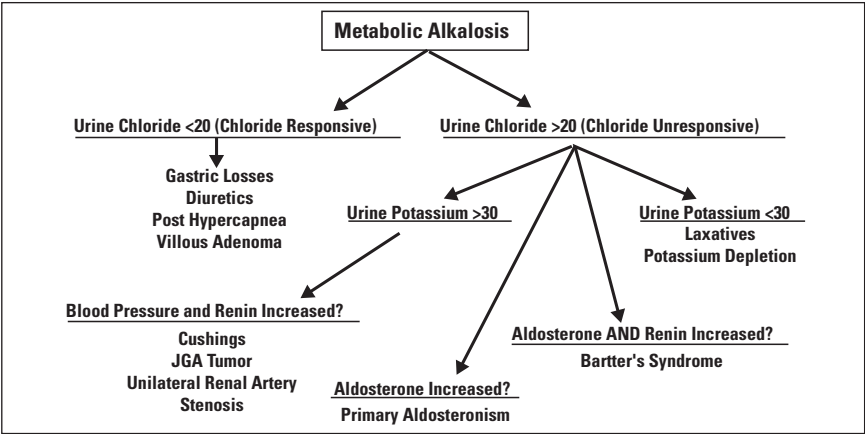 Metabolic Alkalosis
Urine Chloride <20 (Chloride Responsive)
Gastric Losses
Diuretics
Post Hypercapnea
Villous Adenoma
Urine Chloride >20 (Chloride Unresponsive)
Urine Potassium >30
Urine Potassium <30
Laxatives
Potassium Depletion
Blood Pressure and Renin Increased?
Cushings
JGA Tumor
Unilateral Renal Artery
Stenosis
Aldosterone Increased?
Primary Aldosteronism
Aldosterone AND Renin Increased?
Bartter's Syndrome